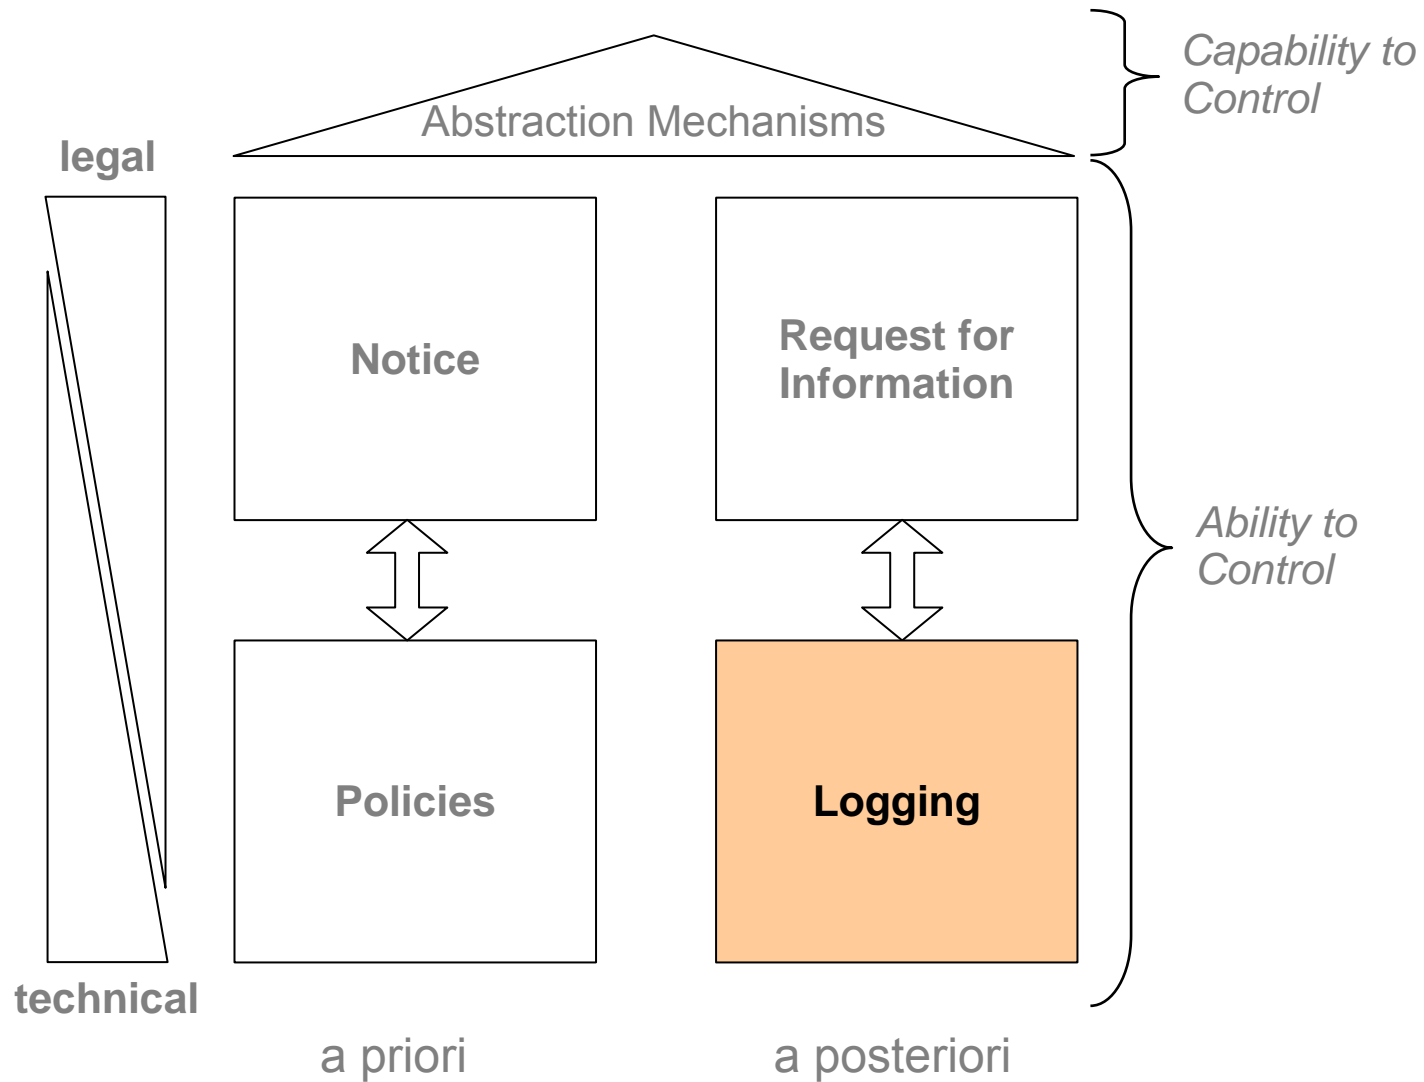 Capability to
Control
Abstraction Mechanisms
legal
Notice
Request for
Information
Ability to
Control
Policies
Logging
technical
a priori
a posteriori